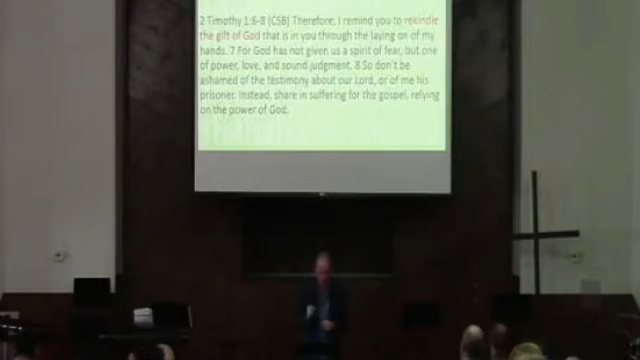 2 Timothy 1:6-8 (CSB) Therefore, I remind you to rekindle
the gift of God that is in you through the laying on of my
hands. 7 For God has not given us a spirit of fear, but one
of power, love, and sound judgment. 8 So don't be
ashamed of the testimony about our Lord, or of me his
prisoner. Instead, share in suffering for the gospel, relying
on the power of God.